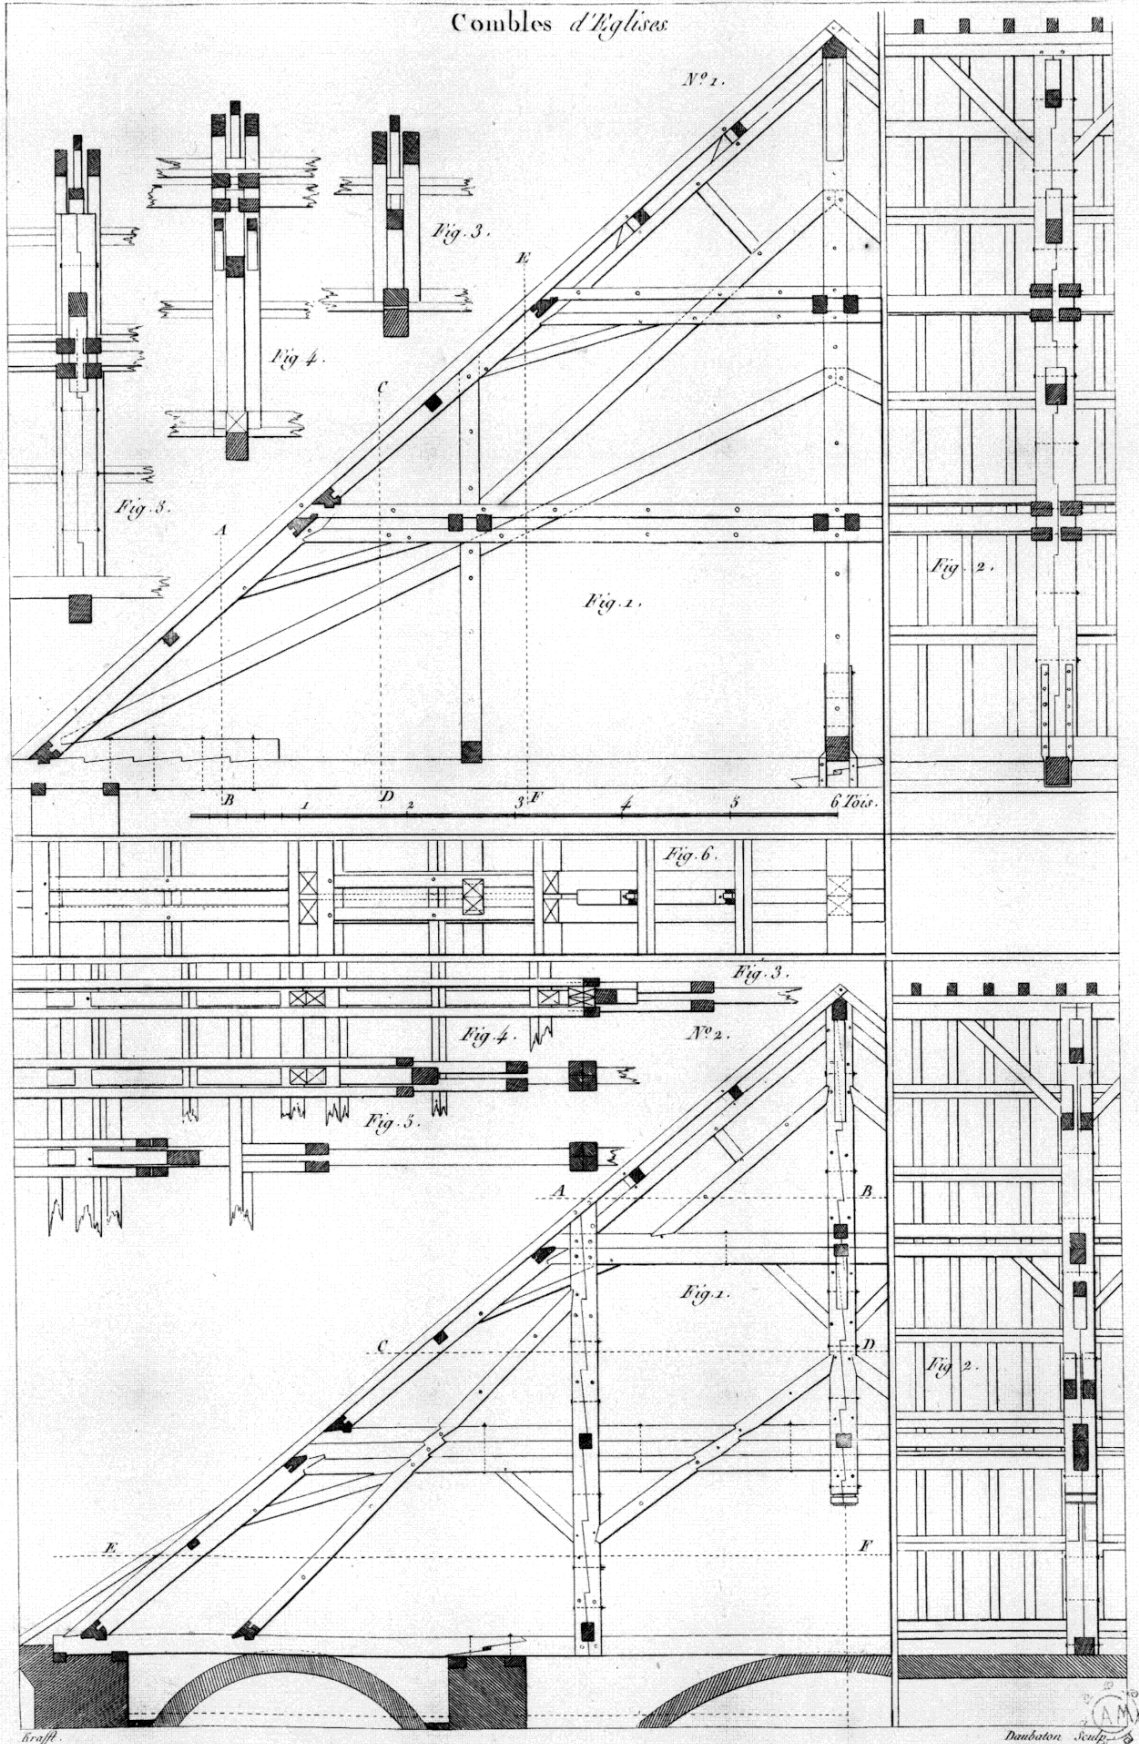 Combles d'Eglises
Nº 1.
Fig. 3.
E
Fig 4.
C
Fig. 5.
A
Fig. 1.
Fig. 2.
B 1 D 2 3 F 4 5 6 Tois.
Fig. 6.
Fig. 3.
Fig. 4.
Nº 2.
Fig. 5.
A
B
Fig. 1.
C
D
Fig 2.
E
F
AM
Krafft.
Daubaton Sculp.